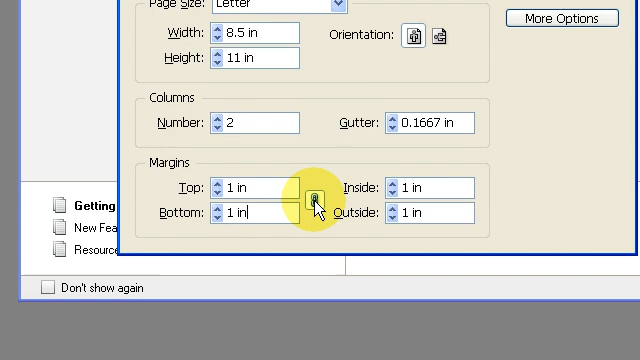 Page Size: Letter
Width: 8.5 in
Orientation:
Height: 11 in
More Options
Columns
Number: 2
Gutter: 0.1667 in
Margins
Top: 1 in
Inside: 1 in
Bottom: 1 in
Outside: 1 in
Getting
New Fea
Resource
Don't show again